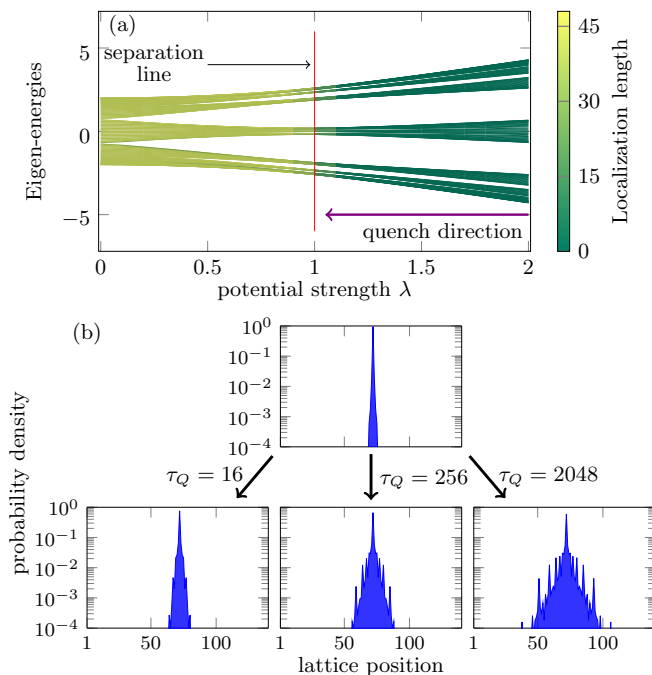 (a)
separation
line
quench direction
5
0
−5
Eigen-energies
0
0.5
1
1.5
2
potential strength λ
45
30
15
0
Localization length
(b)
10^0
10^−1
10^−2
10^−3
10^−4
1
50
100
probability density
τ_Q = 16
τ_Q = 256
τ_Q = 2048
10^0
10^−1
10^−2
10^−3
10^−4
1
50
100
1
50
100
1
50
100
lattice position